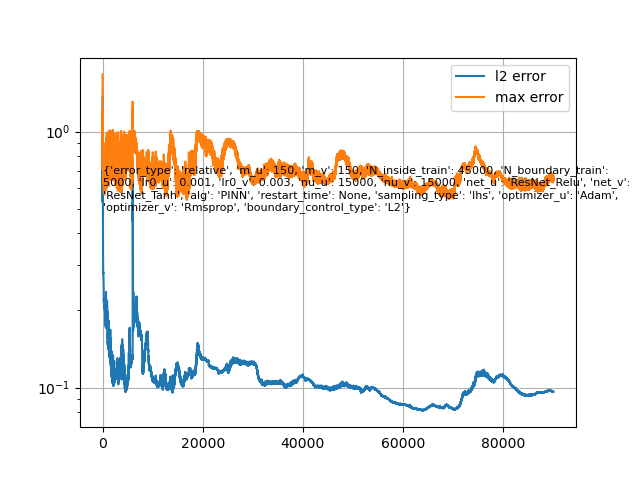 l2 error
max error
10⁰
{'error_type': 'relative', 'm_u': 150, 'm_v': 150, 'N_inside_train': 45000, 'N_boundary_train':
5000, 'lr0_u': 0.001, 'lr0_v': 0.003, 'nu_u': 15000, 'nu_v': 15000, 'net_u': 'ResNet_Relu', 'net_v':
'ResNet_Tanh', 'alg': 'PINN', 'restart_time': None, 'sampling_type': 'lhs', 'optimizer_u': 'Adam',
'optimizer_v': 'Rmsprop', 'boundary_control_type': 'L2'}
10⁻¹
0 20000 40000 60000 80000